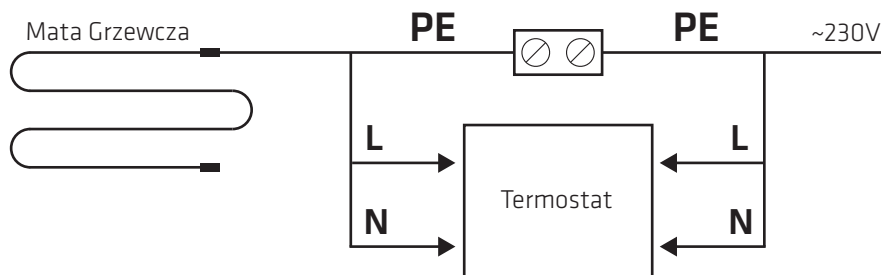 Mata Grzewcza PE PE ~230V
L L
Termostat
N N